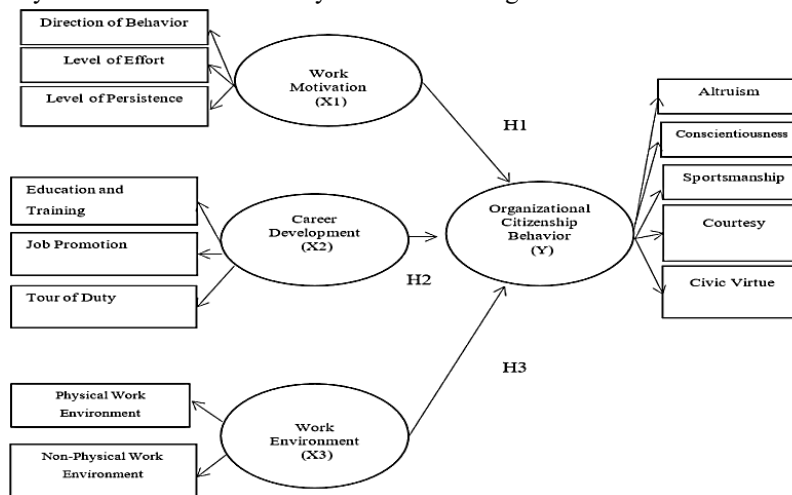 Direction of Behavior
Level of Effort
Level of Persistence
Work
Motivation
(X1)
H1
Education and
Training
Job Promotion
Tour of Duty
Career
Development
(X2)
H2
Physical Work
Environment
Non-Physical Work
Environment
Work
Environment
(X3)
H3
Organizational
Citizenship
Behavior
(Y)
Altruism
Conscientiousness
Sportsmanship
Courtesy
Civic Virtue